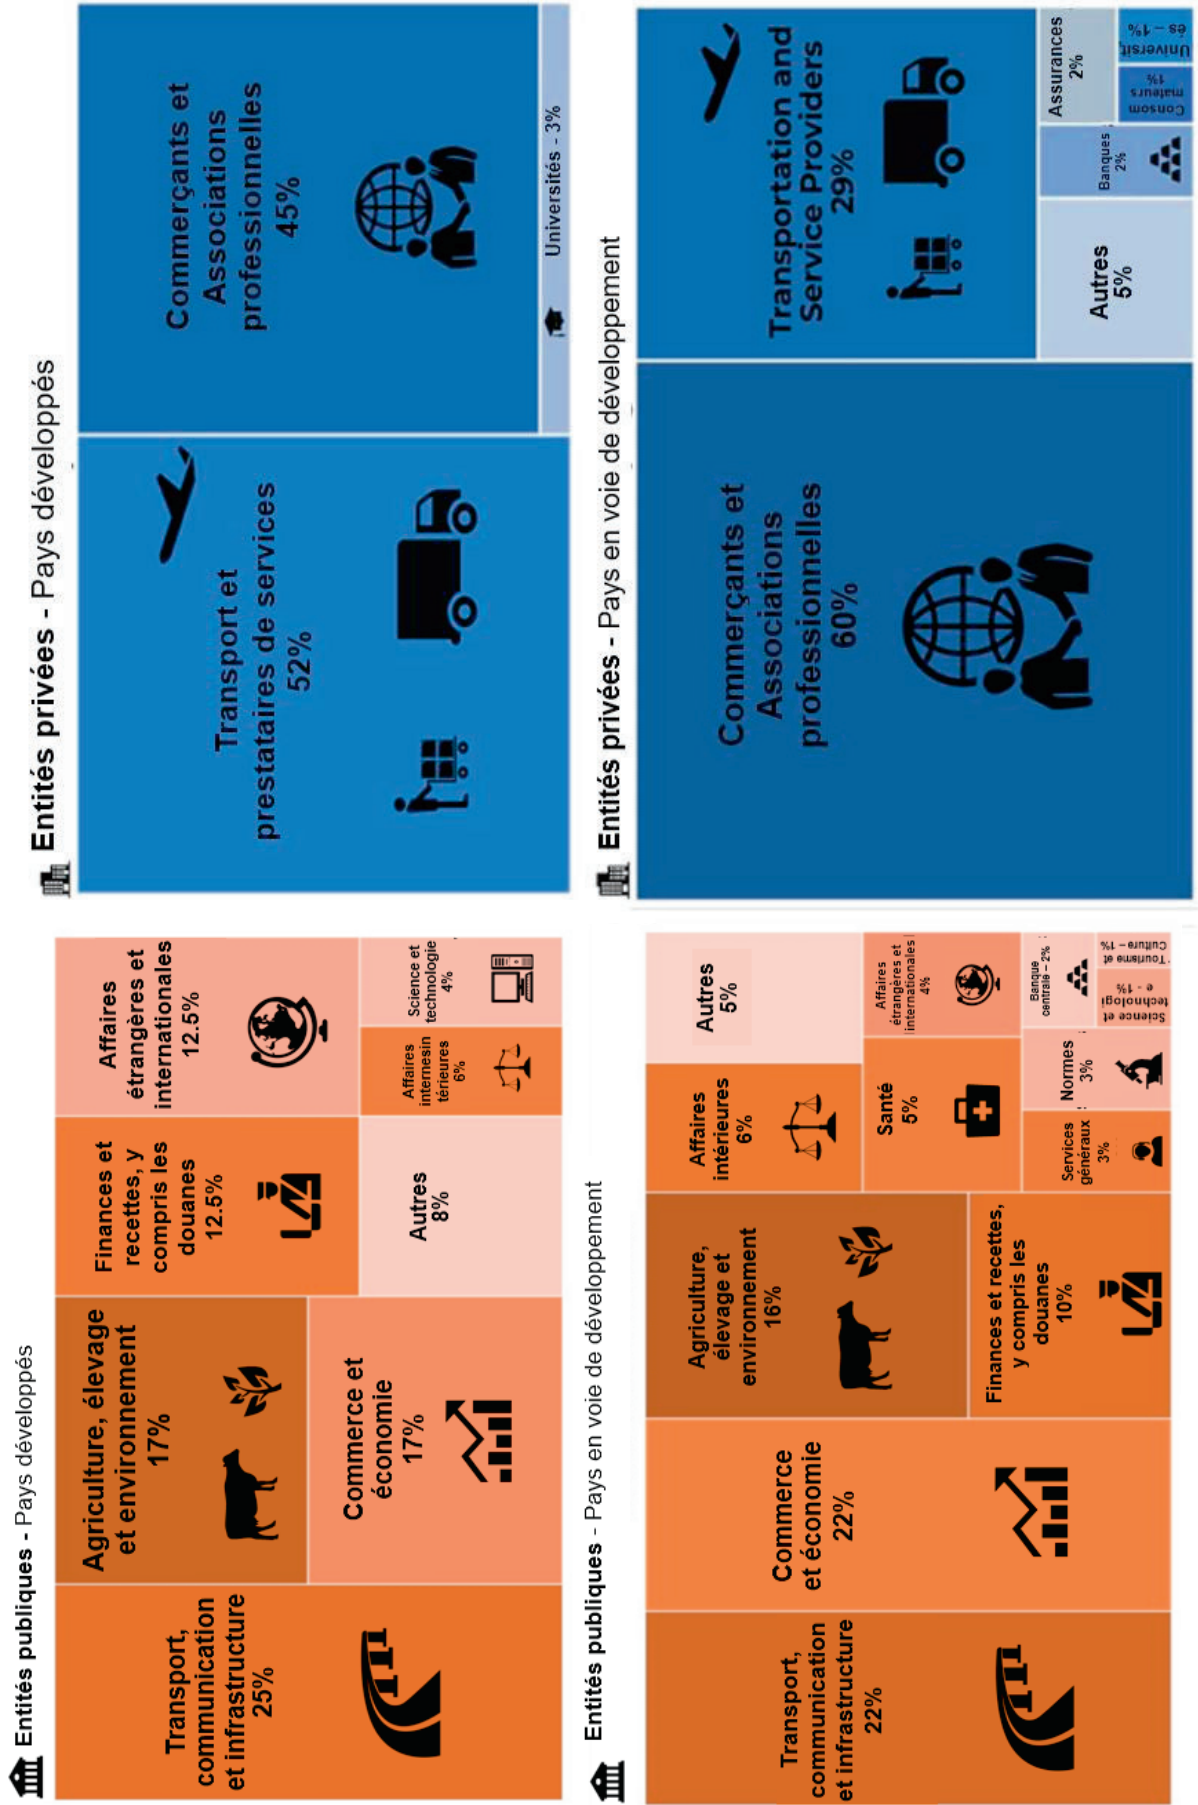 Entités publiques - Pays développés
Transport,
communication
et infrastructure
25%
Agriculture, élevage
et environnement
17%
Commerce et
économie
17%
Finances et
recettes, y
compris les
douanes
12.5%
Autres
8%
Affaires
étrangères et
internationales
12.5%
Affaires
internesin
térieures
6%
Science et
technologie
4%
Entités privées - Pays développés
Transport et
prestataires de services
52%
Commerçants et
Associations
professionnelles
45%
Universités - 3%
Entités publiques - Pays en voie de développement
Transport,
communication
et infrastructure
22%
Commerce
et économie
22%
Agriculture,
élevage et
environnement
16%
Finances et recettes,
y compris les
douanes
10%
Affaires
intérieures
6%
Autres
5%
Santé
5%
Affaires
étrangères et
internationales
4%
Services
généraux
3%
Normes
3%
Banque
centrale – 2%
Science et
technologi
e - 1%
Tourisme et
Culture – 1%
Entités privées - Pays en voie de développement
Commerçants et
Associations
professionnelles
60%
Transportation and
Service Providers
29%
Autres
5%
Banques
2%
Assurances
2%
Consom
mateurs
1%
Universit
és – 1%